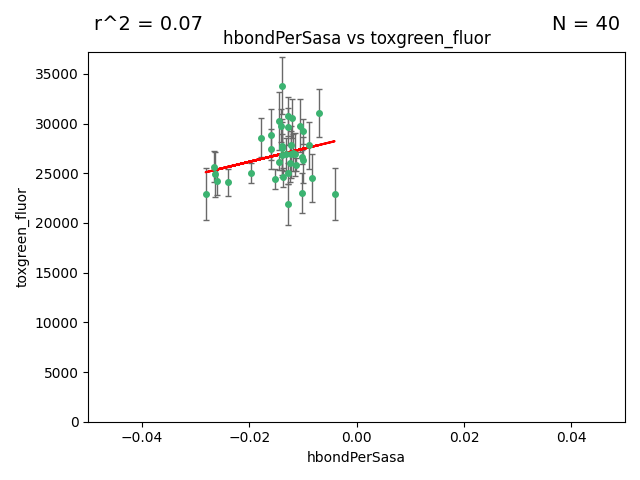 r^2 = 0.07
N = 40
hbondPerSasa vs toxgreen_fluor
35000
30000
25000
20000
15000
10000
5000
0
toxgreen_fluor
−0.04
−0.02
0.00
0.02
0.04
hbondPerSasa